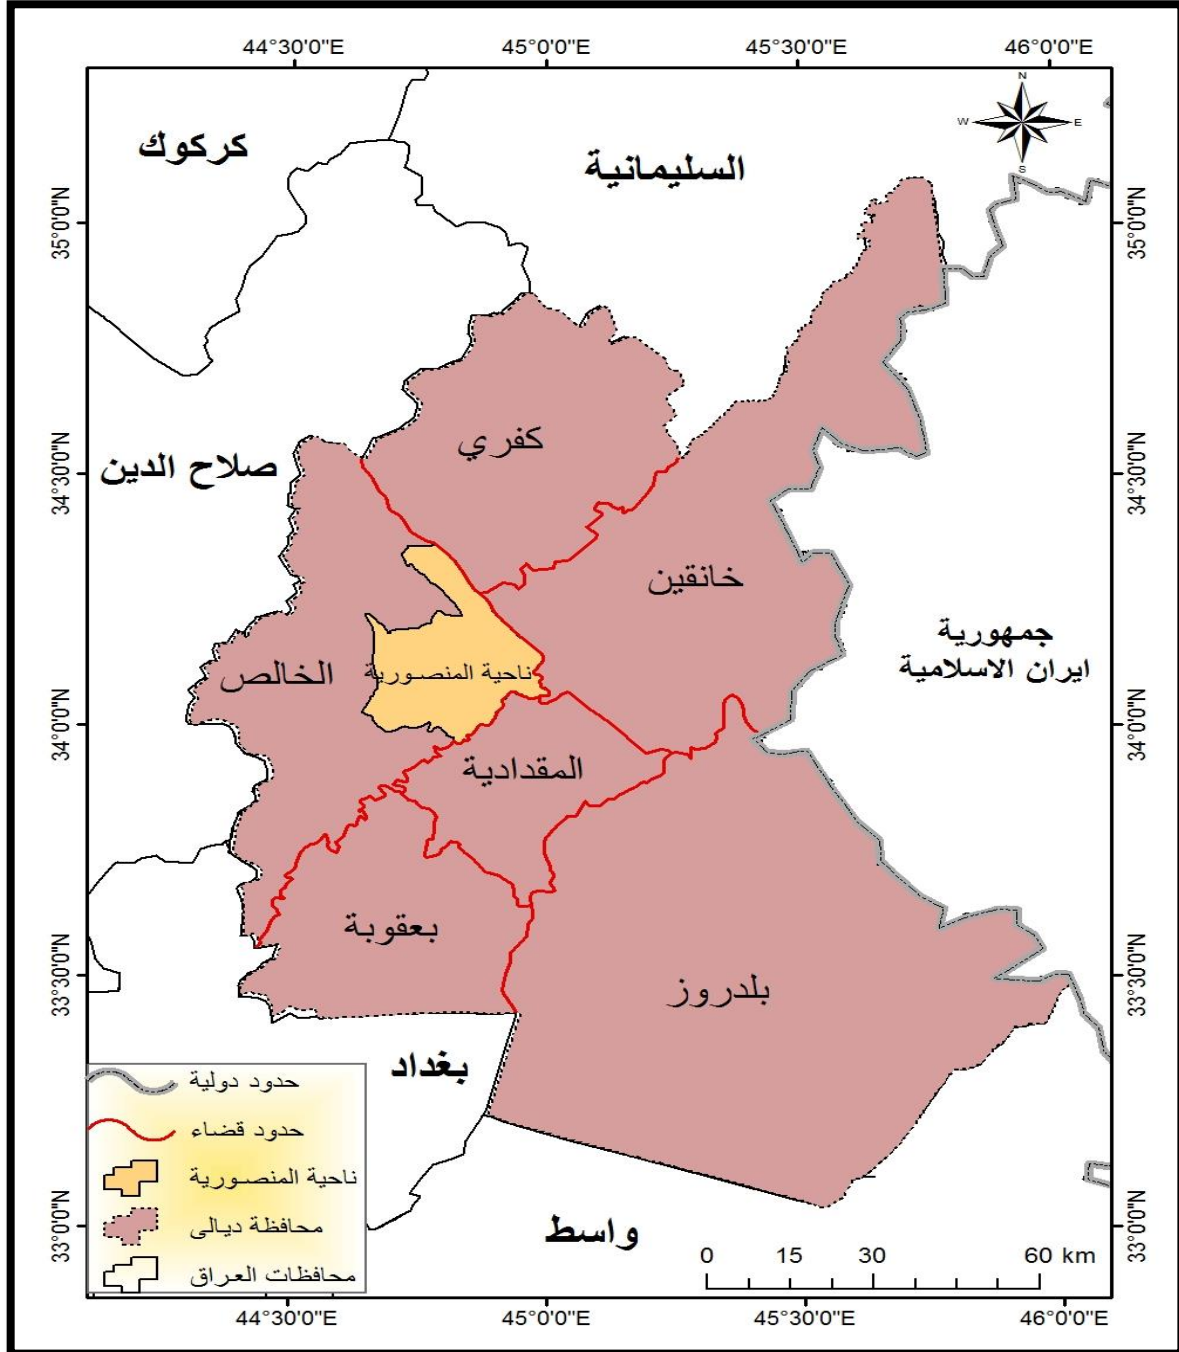 44°30'0"E 45°0'0"E 45°30'0"E 46°0'0"E
N
W E
S
كركوك
السليمانية
35°0'0"N 35°0'0"N
كفري
صلاح الدين
34°30'0"N 34°30'0"N
خانقين
جمهورية
ايران الاسلامية
الخالص
ناحية المنصورية
34°0'0"N 34°0'0"N
المقدادية
بعقوبة
33°30'0"N 33°30'0"N
بلدروز
بغداد
حدود دولية
حدود قضاء
ناحية المنصورية
محافظة ديالى
محافظات العراق
33°0'0"N 33°0'0"N
واسط
0 15 30 60 km
44°30'0"E 45°0'0"E 45°30'0"E 46°0'0"E